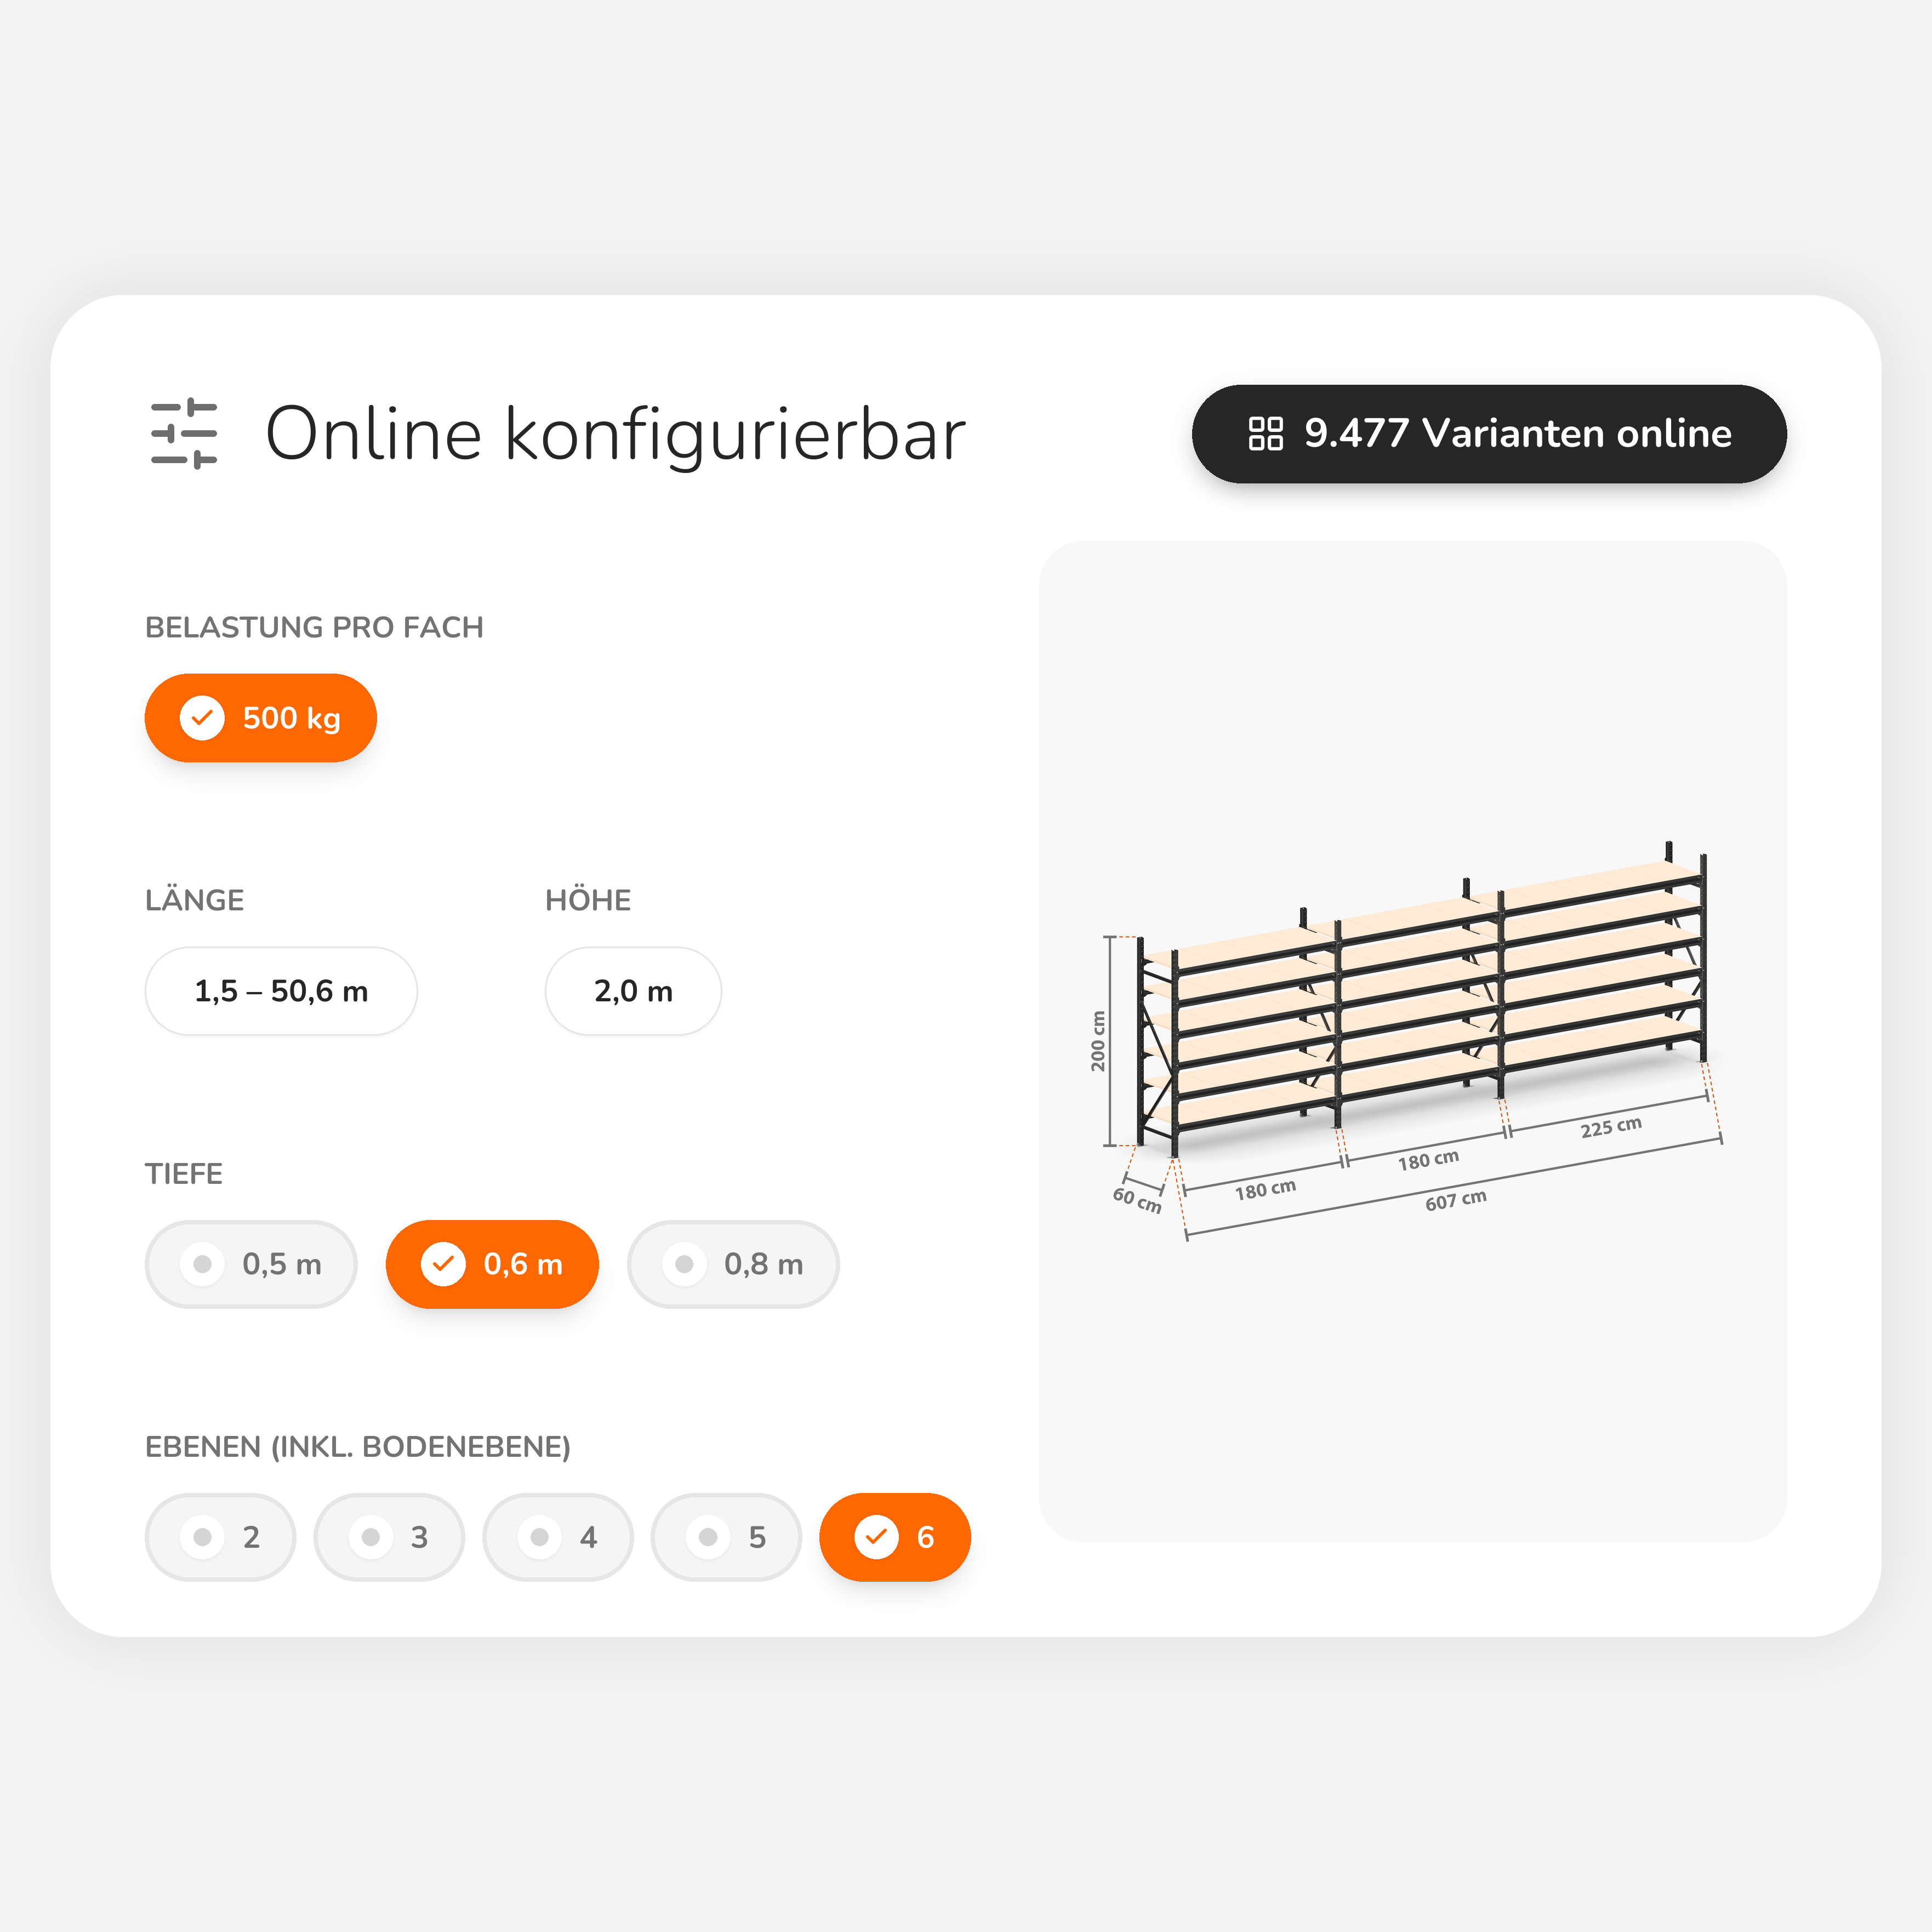 Online konfigurierbar
9.477 Varianten online
BELASTUNG PRO FACH
500 kg
LÄNGE
HÖHE
1,5 – 50,6 m
2,0 m
TIEFE
0,5 m
0,6 m
0,8 m
EBENEN (INKL. BODENEBENE)
2
3
4
5
6
200 cm
60 cm
180 cm
180 cm
225 cm
607 cm